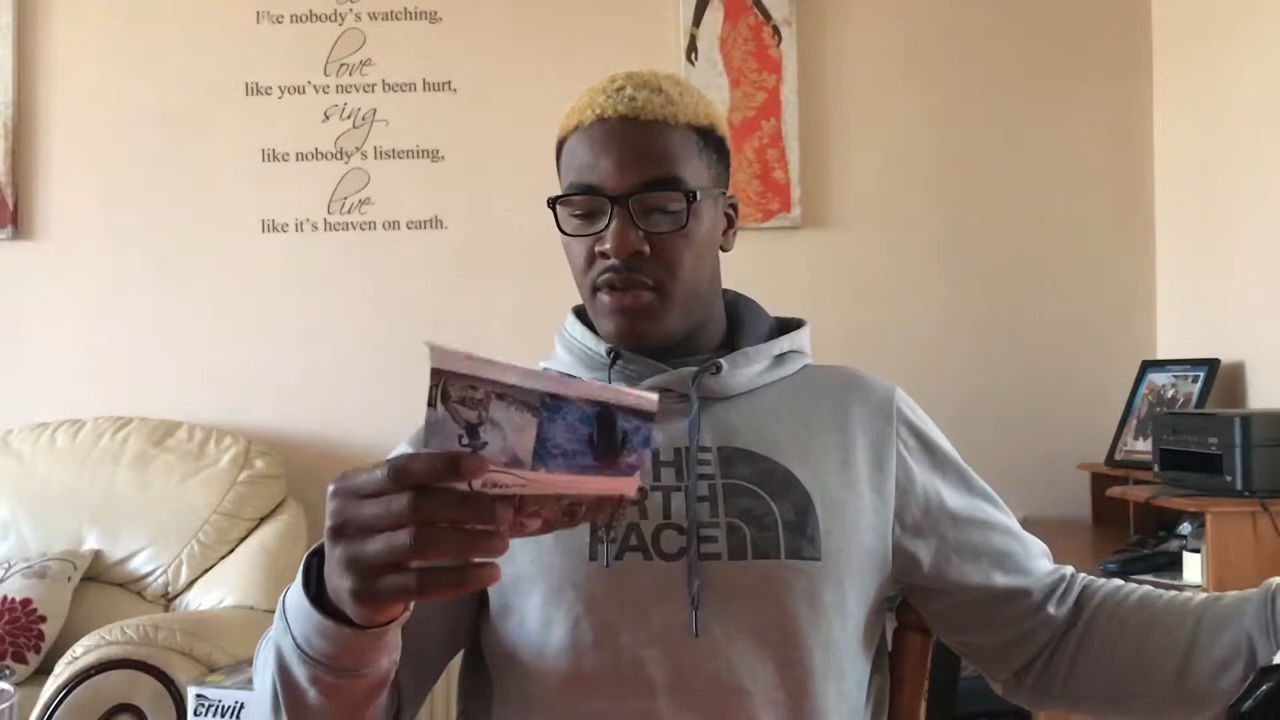 like nobody's watching,
love
like you've never been hurt,
sing
like nobody's listening,
live
like it's heaven on earth.
HE
RTH
FACE
crivit